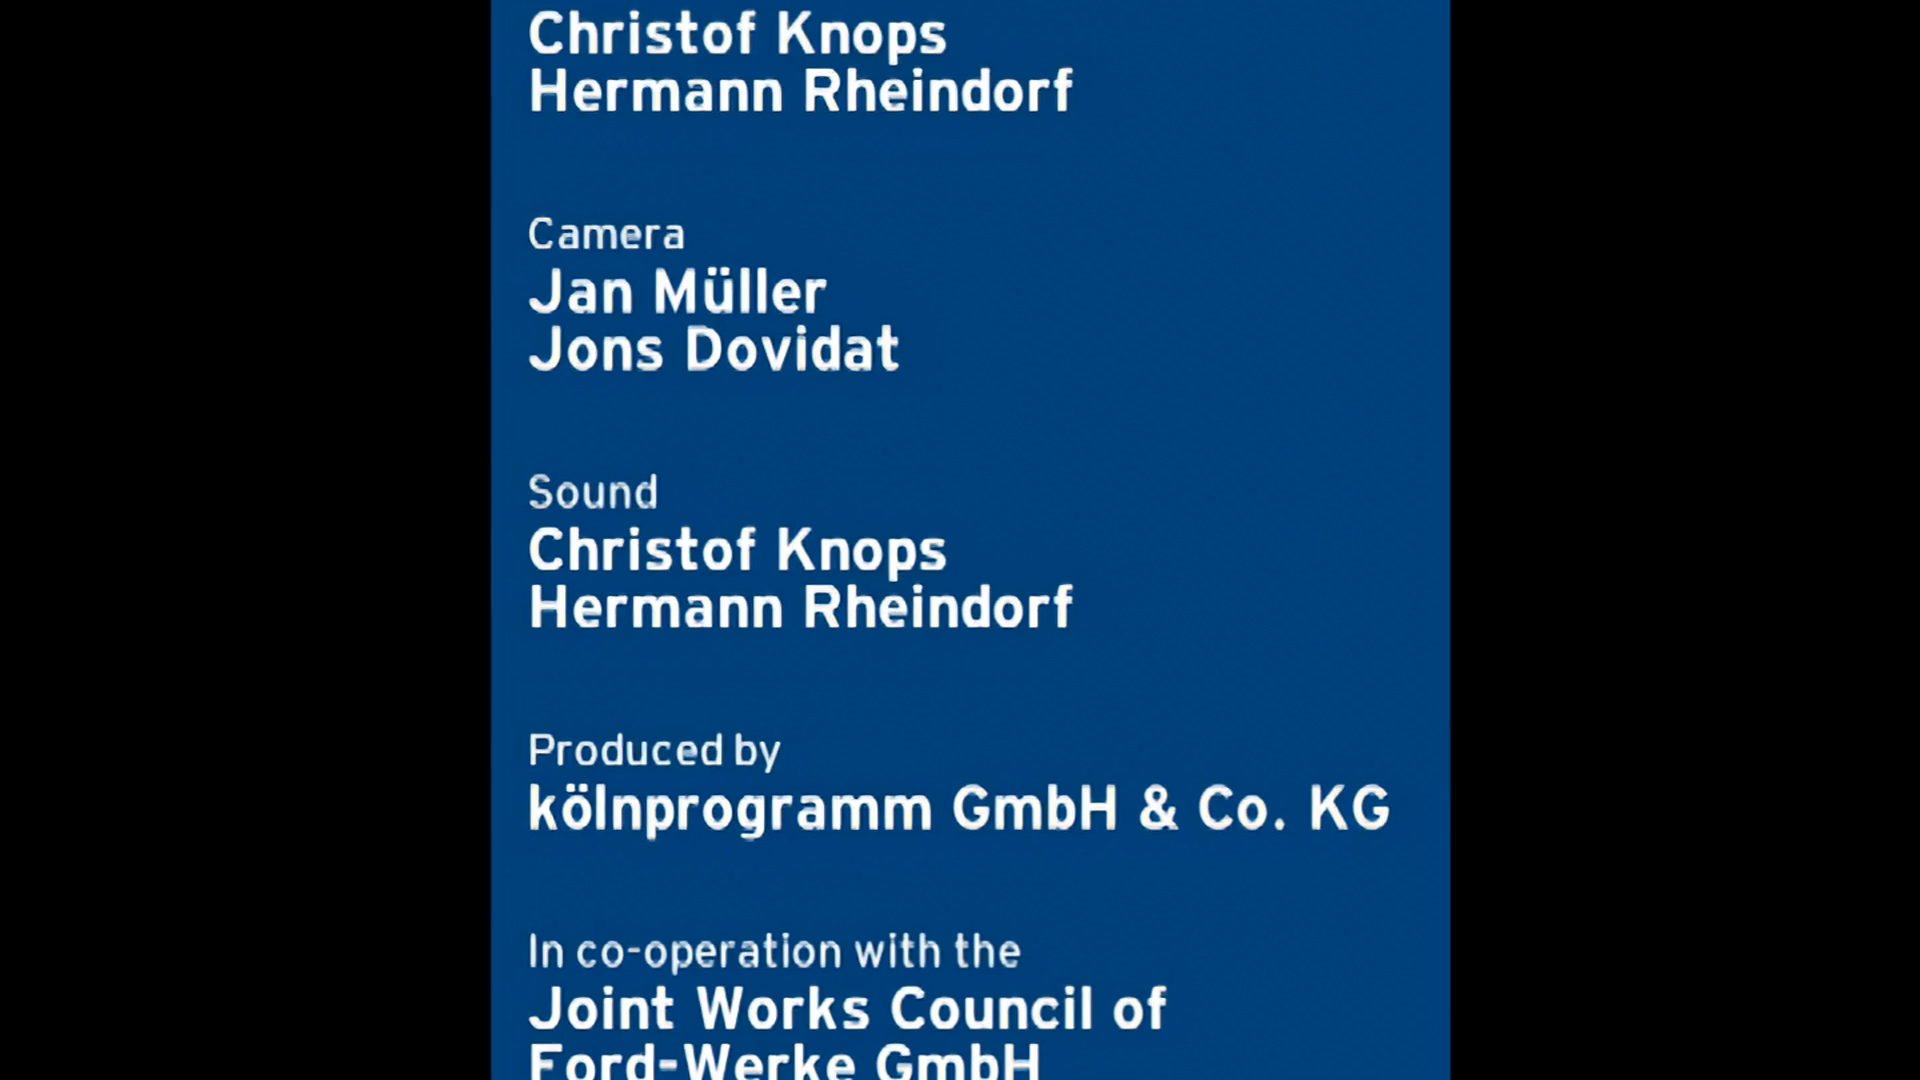 Christof Knops
Hermann Rheindorf
Camera
Jan Müller
Jons Dovidat
Sound
Christof Knops
Hermann Rheindorf
Produced by
kölnprogramm GmbH & Co. KG
In co-operation with the
Joint Works Council of
Ford-Werke GmbH